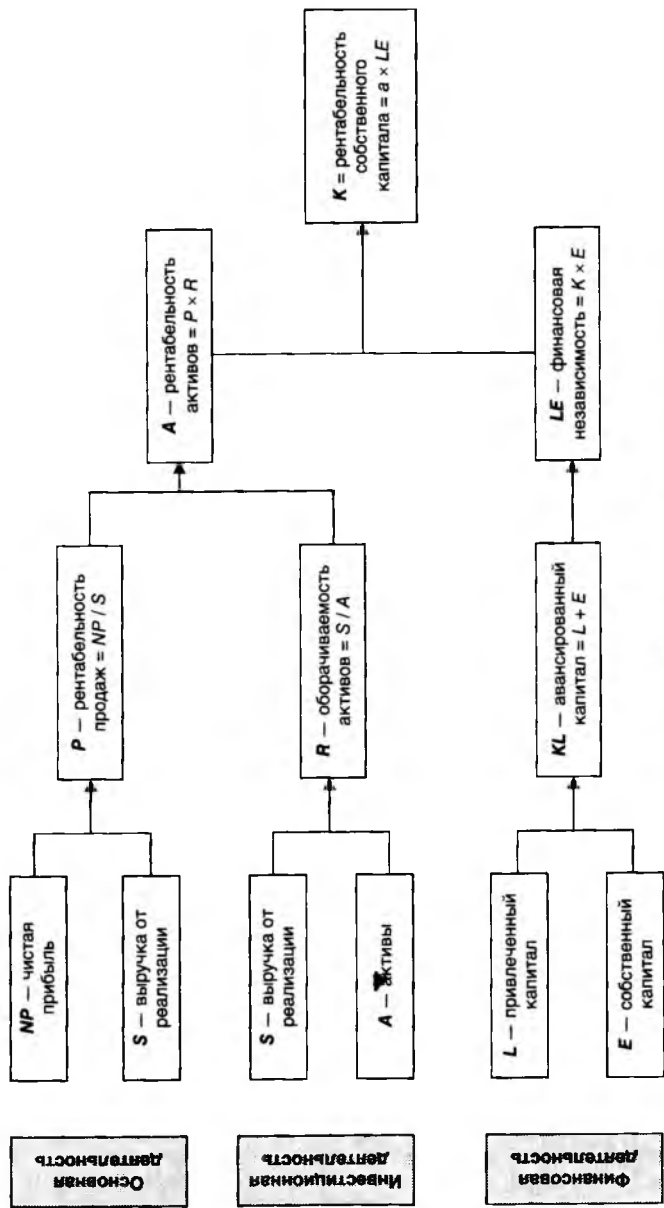 Основная
деятельность
NP — чистая
прибыль
S — выручка от
реализации
P — рентабельность
продаж = NP / S
Инвестиционная
деятельность
S — выручка от
реализации
A — активы
R — оборачиваемость
активов = S / A
A — рентабельность
активов = P × R
Финансовая
деятельность
L — привлеченный
капитал
E — собственный
капитал
KL — авансированный
капитал = L + E
LE — финансовая
независимость = K × E
K = рентабельность
собственного
капитала = a × LE